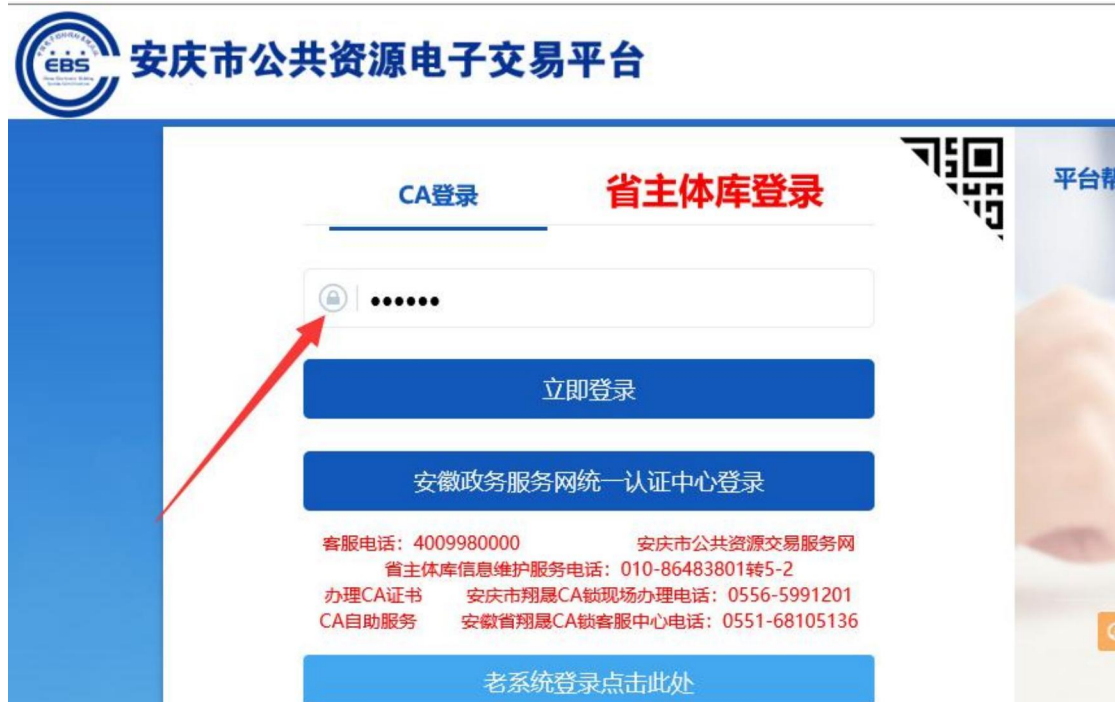 EBS
安庆市公共资源电子交易平台
CA登录 省主体库登录
平台帮
••••••
立即登录
安徽政务服务网统一认证中心登录
客服电话：4009980000 安庆市公共资源交易服务网
省主体库信息维护服务电话：010-86483801转5-2
办理CA证书 安庆市翔晟CA锁现场办理电话：0556-5991201
CA自助服务 安徽省翔晟CA锁客服中心电话：0551-68105136
老系统登录点击此处